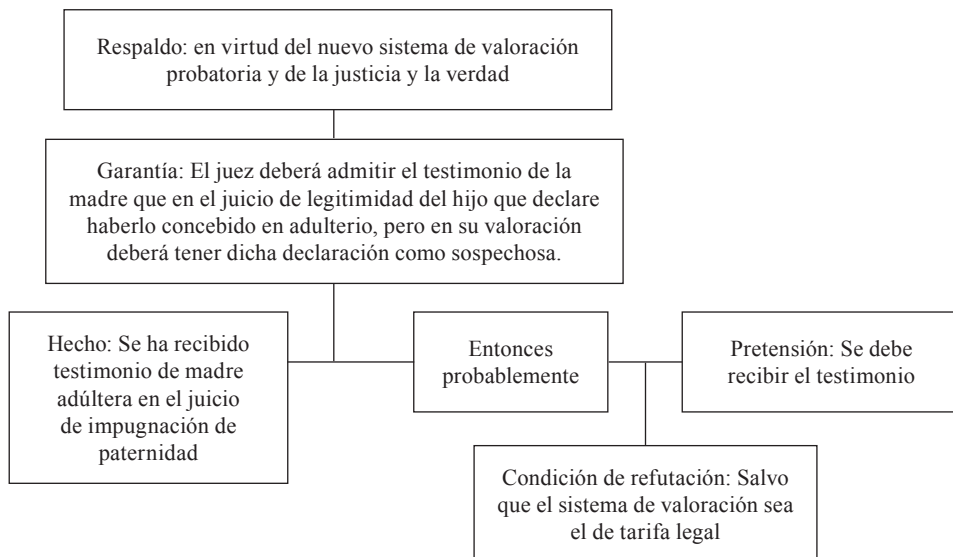 Respaldo: en virtud del nuevo sistema de valoración
probatoria y de la justicia y la verdad
Garantía: El juez deberá admitir el testimonio de la
madre que en el juicio de legitimidad del hijo que declare
haberlo concebido en adulterio, pero en su valoración
deberá tener dicha declaración como sospechosa.
Hecho: Se ha recibido
testimonio de madre
adúltera en el juicio
de impugnación de
paternidad
Entonces
probablemente
Pretensión: Se debe
recibir el testimonio
Condición de refutación: Salvo
que el sistema de valoración sea
el de tarifa legal